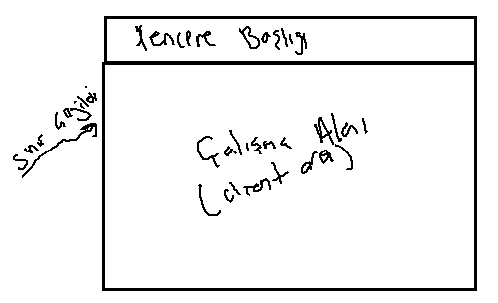 Pencere Başlığı
Sınır Çizgileri
Çalışma Alanı
(client area)